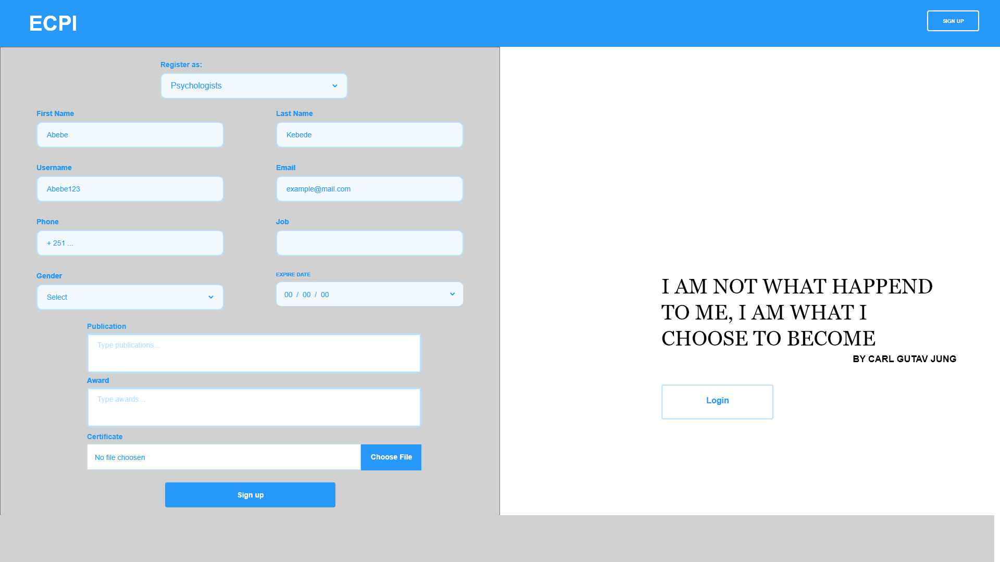 ECPI
SIGN UP
Register as:
Psychologists
First Name
Last Name
Abebe
Kebede
Username
Email
Abebe123
example@mail.com
Phone
Job
+ 251 ...
Gender
EXPIRE DATE
Select
00 / 00 / 00
Publication
Type publications...
Award
Type awards...
Certificate
No file choosen
Choose File
Sign up
I AM NOT WHAT HAPPEND
TO ME, I AM WHAT I
CHOOSE TO BECOME
BY CARL GUTAV JUNG
Login